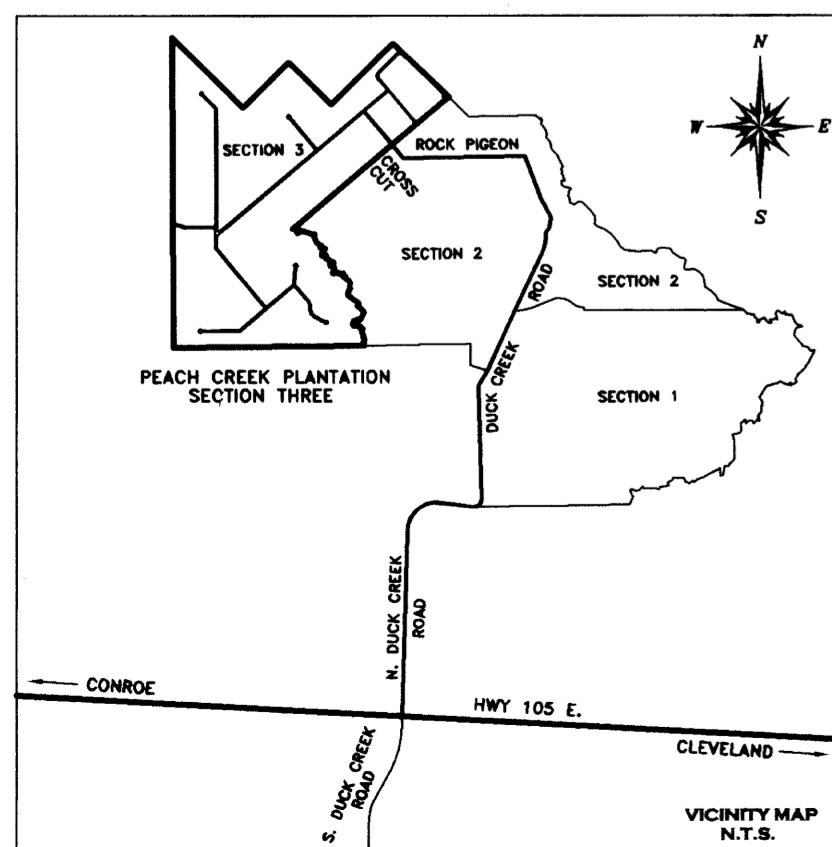 N
W
E
S
SECTION 3
ROCK PIGEON
CROSS
CUT
SECTION 2
SECTION 2
ROAD
DUCK CREEK
PEACH CREEK PLANTATION
SECTION THREE
SECTION 1
N. DUCK CREEK
ROAD
CONROE
HWY 105 E.
CLEVELAND
S. DUCK CREEK
ROAD
VICINITY MAP
N.T.S.